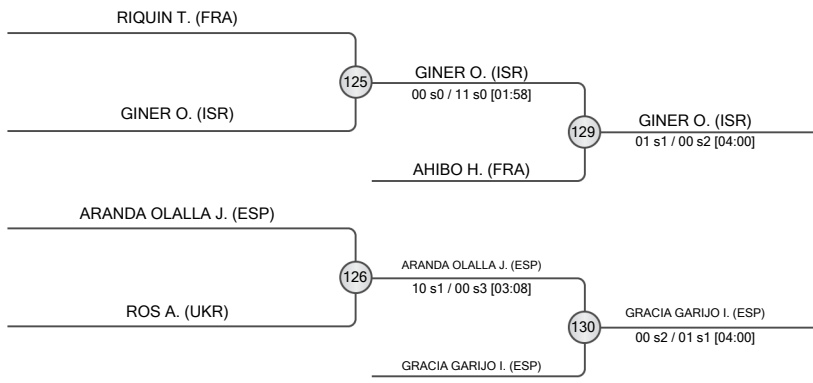 RIQUIN T. (FRA)
125
GINER O. (ISR)
00 s0 / 11 s0 [01:58]
GINER O. (ISR)
129
GINER O. (ISR)
01 s1 / 00 s2 [04:00]
AHIBO H. (FRA)
ARANDA OLALLA J. (ESP)
126
ARANDA OLALLA J. (ESP)
10 s1 / 00 s3 [03:08]
ROS A. (UKR)
130
GRACIA GARIJO I. (ESP)
00 s2 / 01 s1 [04:00]
GRACIA GARIJO I. (ESP)